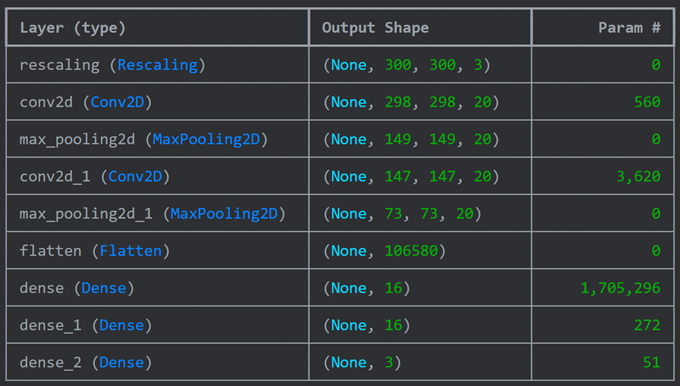 Layer (type) Output Shape Param #
rescaling (Rescaling) (None, 300, 300, 3) 0
conv2d (Conv2D) (None, 298, 298, 20) 560
max_pooling2d (MaxPooling2D) (None, 149, 149, 20) 0
conv2d_1 (Conv2D) (None, 147, 147, 20) 3,620
max_pooling2d_1 (MaxPooling2D) (None, 73, 73, 20) 0
flatten (Flatten) (None, 106580) 0
dense (Dense) (None, 16) 1,705,296
dense_1 (Dense) (None, 16) 272
dense_2 (Dense) (None, 3) 51